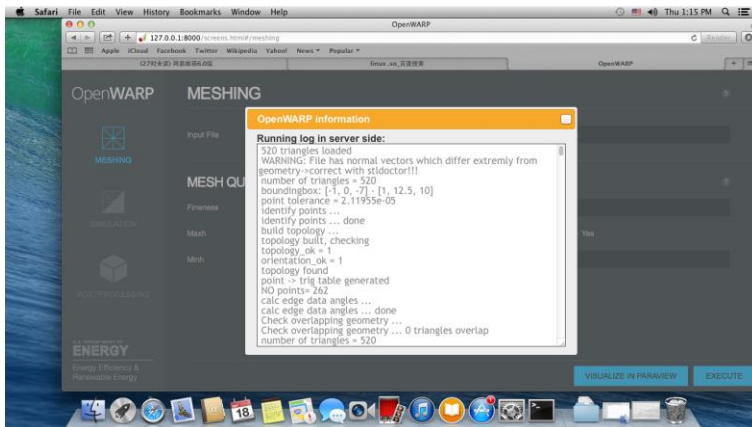 Safari File Edit View History Bookmarks Window Help
Thu 1:15 PM
OpenWARP
127.0.0.1:8000/screens.html#/meshing
Reader
Apple iCloud Facebook Twitter Wikipedia Yahoo! News Popular
OpenWARP
OpenWARP
MESHING
OpenWARP information
Running log in server side:
Input File
520 triangles loaded
WARNING: File has normal vectors which differ extremly from
geometry->correct with stldoctor!!!
number of triangles = 520
boundingbox: [-1, 0, -7] - [1, 12.5, 10]
point tolerance = 2.11955e-05
identify points ...
identify points ... done
build topology ...
topology built, checking
topology_ok = 1
orientation_ok = 1
topology found
point -> trig table generated
NO points= 262
calc edge data angles ...
calc edge data angles ... done
Check overlapping geometry ...
Check overlapping geometry ... 0 triangles overlap
number of triangles = 520
MESHING
MESH QU
Fineness
SIMULATION
Maxh
Yes
Minh
POSTPROCESSING
ENERGY
Energy Efficiency &
Renewable Energy
VISUALIZE IN PARAVIEW
EXECUTE
18